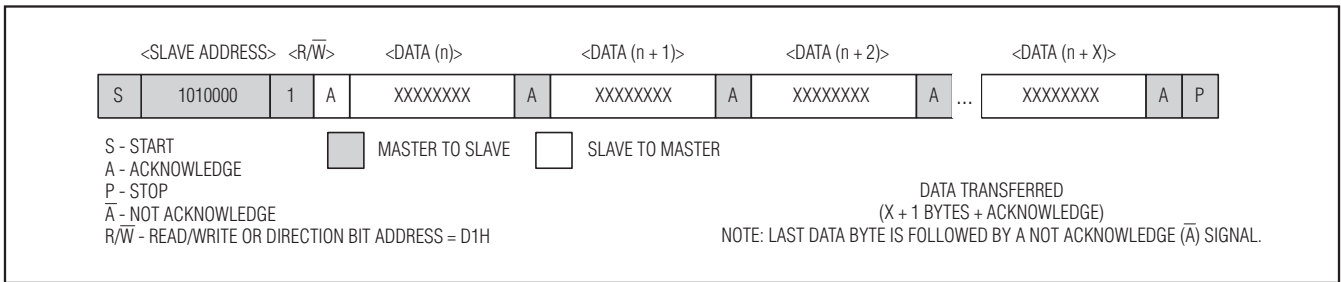 <SLAVE ADDRESS> <R/W̅> <DATA (n)> <DATA (n + 1)> <DATA (n + 2)> <DATA (n + X)>
S 1010000 1 A XXXXXXXX A XXXXXXXX A XXXXXXXX A ... XXXXXXXX A P
S - START
A - ACKNOWLEDGE
P - STOP
A̅ - NOT ACKNOWLEDGE
R/W̅ - READ/WRITE OR DIRECTION BIT ADDRESS = D1H
MASTER TO SLAVE SLAVE TO MASTER
DATA TRANSFERRED
(X + 1 BYTES + ACKNOWLEDGE)
NOTE: LAST DATA BYTE IS FOLLOWED BY A NOT ACKNOWLEDGE (A̅) SIGNAL.